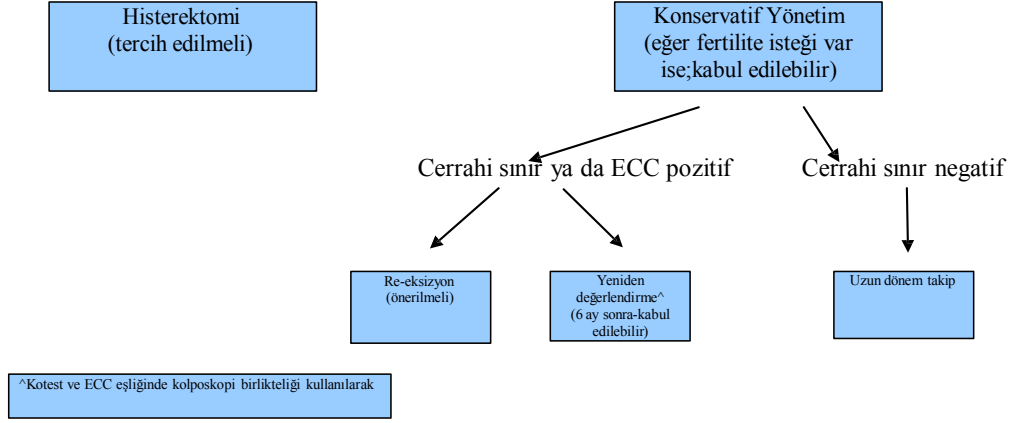 Histerektomi
(tercih edilmeli)
Konservatif Yönetim
(eğer fertilite isteği var
ise;kabul edilebilir)
Cerrahi sınır ya da ECC pozitif
Cerrahi sınır negatif
Re-eksizyon
(önerilmeli)
Yeniden
değerlendirme^
(6 ay sonra-kabul
edilebilir)
Uzun dönem takip
^Kotest ve ECC eşliğinde kolposkopi birlikteliği kullanılarak